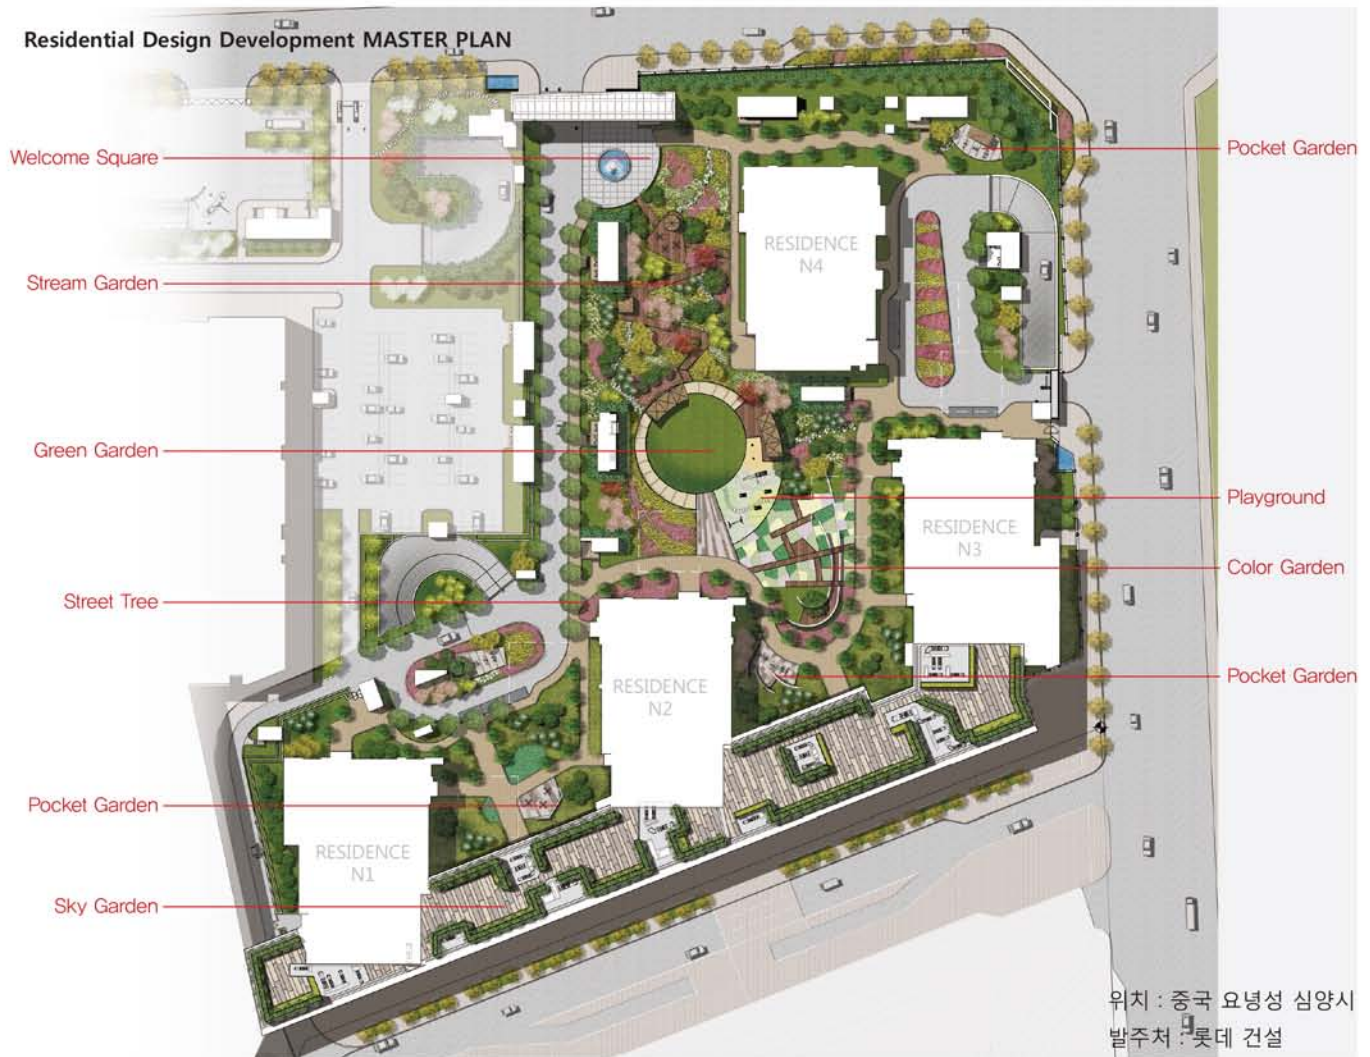 Residential Design Development MASTER PLAN
Welcome Square
Pocket Garden
RESIDENCE
N4
Stream Garden
Green Garden
Playground
RESIDENCE
N3
Color Garden
Street Tree
Pocket Garden
RESIDENCE
N2
Pocket Garden
RESIDENCE
N1
Sky Garden
위치 : 중국 요녕성 심양시
발주처 : 롯데 건설